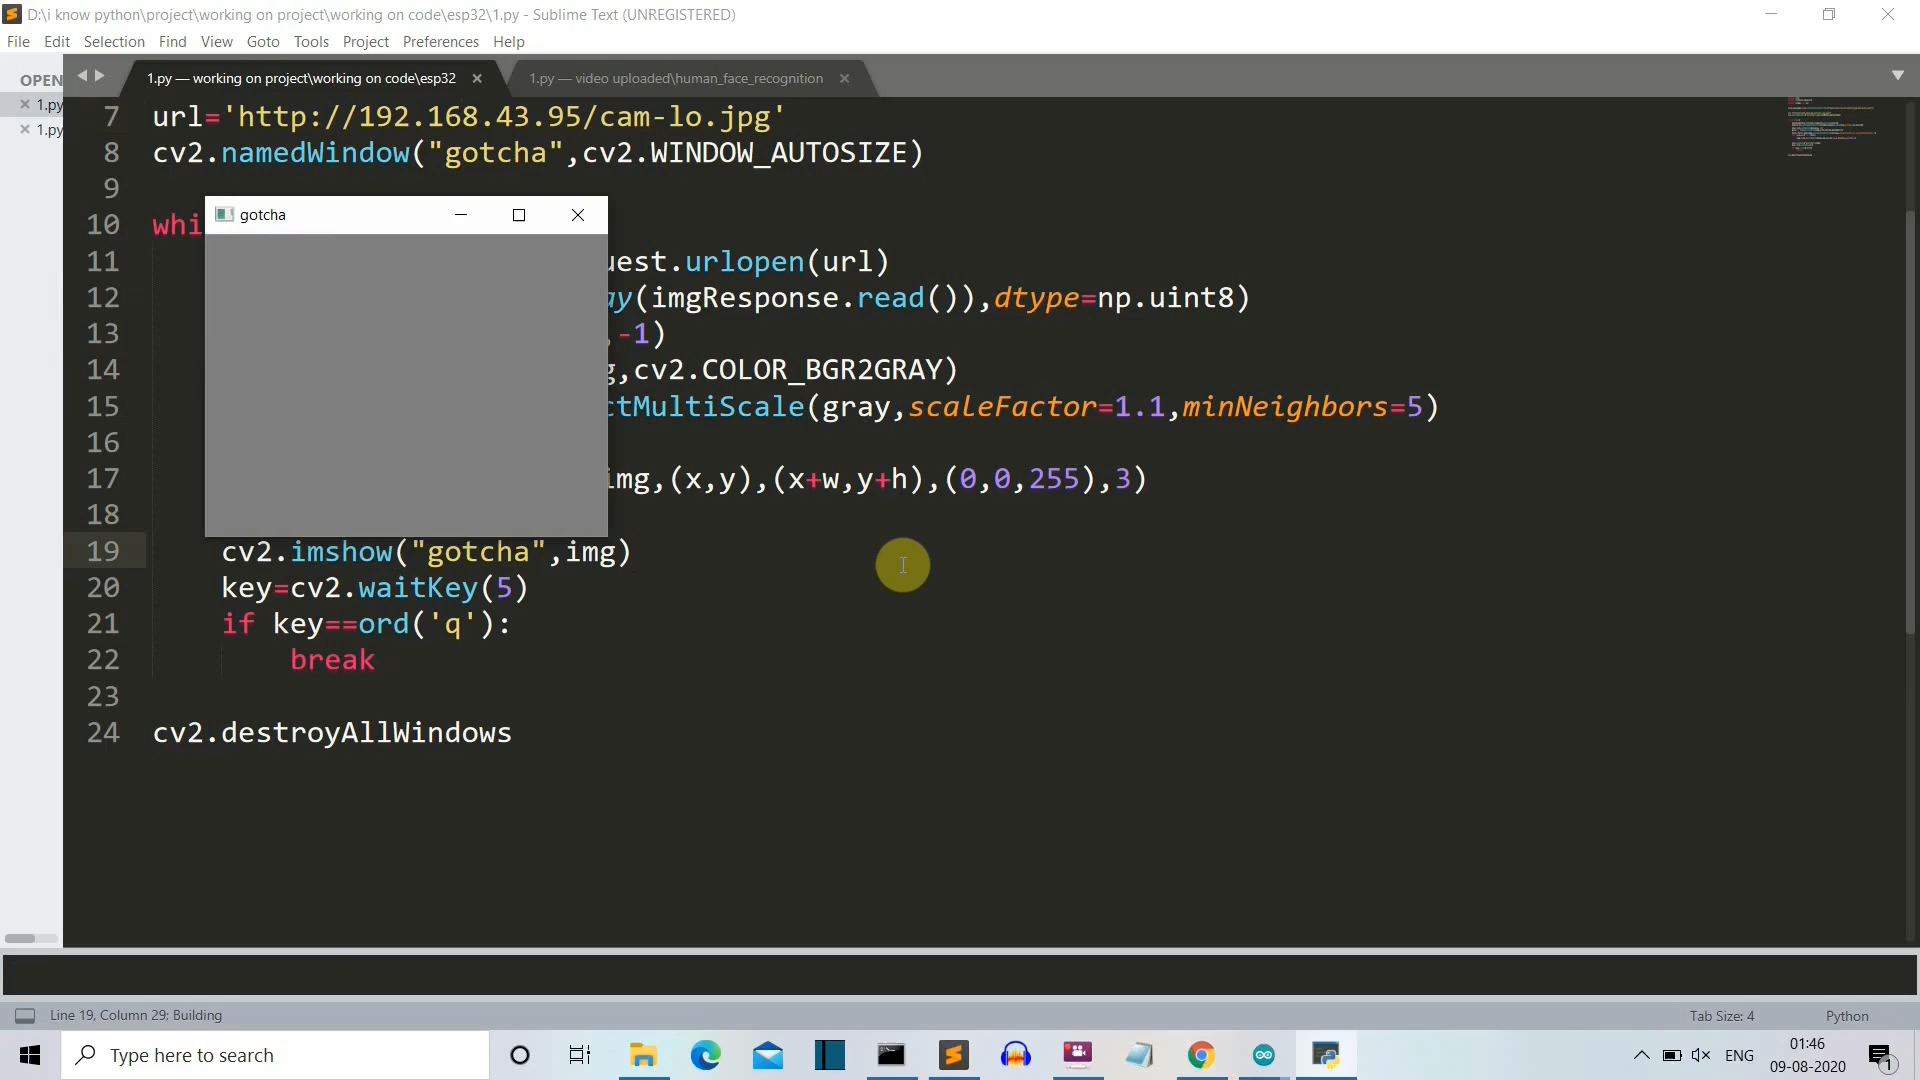 D:\i know python\project\working on project\working on code\esp32\1.py - Sublime Text (UNREGISTERED)
File Edit Selection Find View Goto Tools Project Preferences Help
OPEN
1.py
1.py
1.py — working on project\working on code\esp32
1.py — video uploaded\human_face_recognition
7 url='http://192.168.43.95/cam-lo.jpg'
8 cv2.namedWindow("gotcha",cv2.WINDOW_AUTOSIZE)
9
gotcha
10 whi
11 uest.urlopen(url)
12 ay(imgResponse.read()),dtype=np.uint8)
13 ,-1)
14 g,cv2.COLOR_BGR2GRAY)
15 ctMultiScale(gray,scaleFactor=1.1,minNeighbors=5)
16
17 img,(x,y),(x+w,y+h),(0,0,255),3)
18
19 cv2.imshow("gotcha",img)
20 key=cv2.waitKey(5)
21 if key==ord('q'):
22 break
23
24 cv2.destroyAllWindows
Line 19, Column 29; Building
Tab Size: 4 Python
Type here to search
ENG
01:46
09-08-2020
1